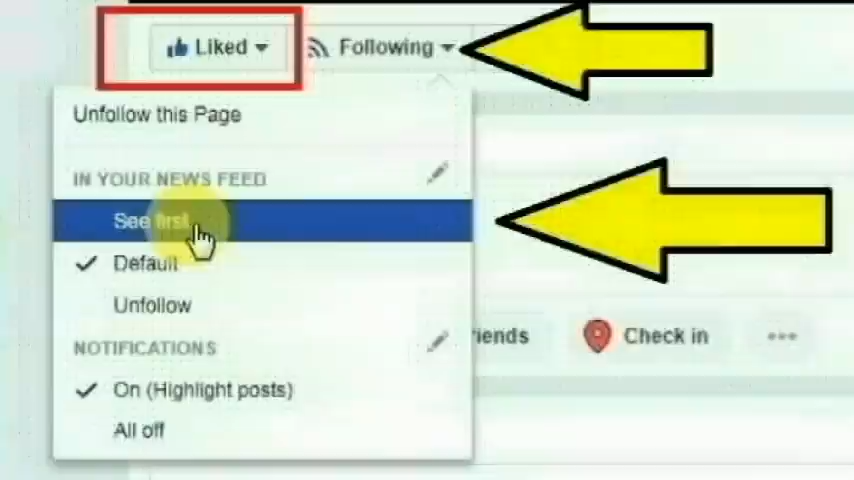 Liked Following
Unfollow this Page
IN YOUR NEWS FEED
See first
Default
Unfollow
NOTIFICATIONS
riends Check in
On (Highlight posts)
All off